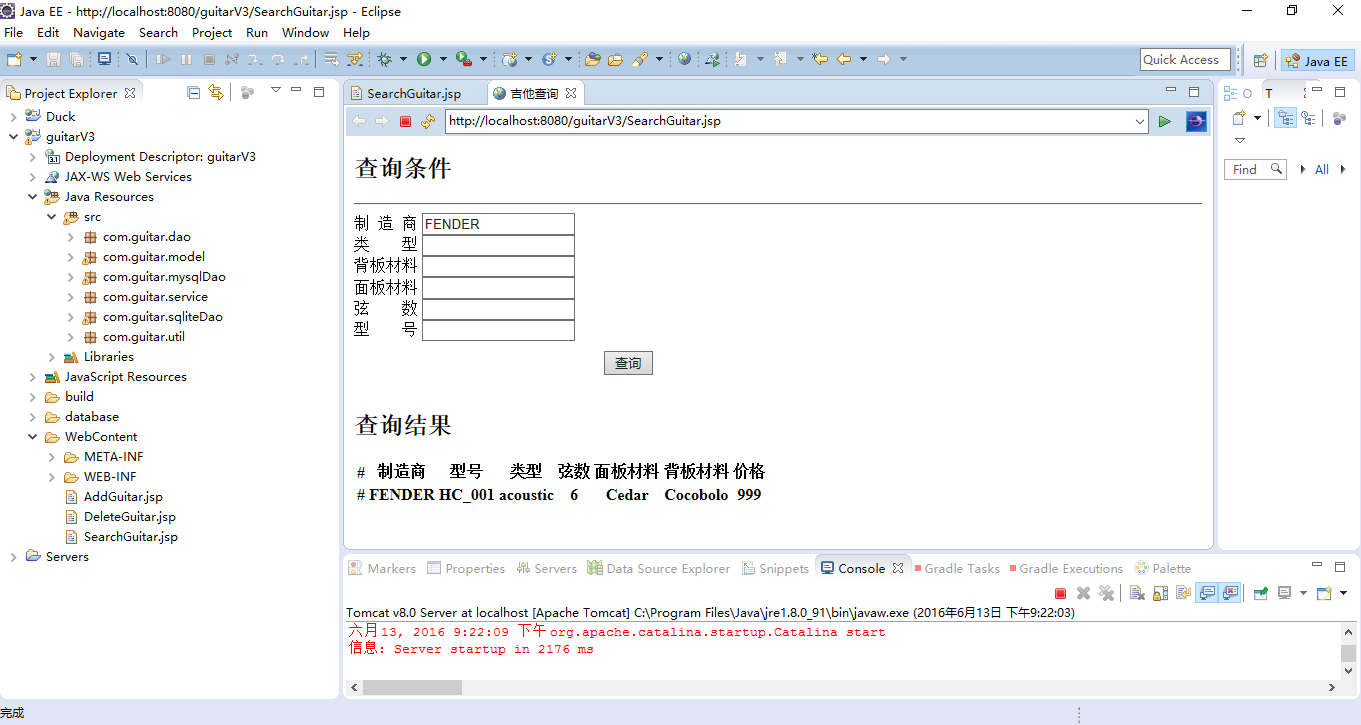 Java EE - http://localhost:8080/guitarV3/SearchGuitar.jsp - Eclipse
File Edit Navigate Search Project Run Window Help
Quick Access
Java EE
Project Explorer
Duck
guitarV3
Deployment Descriptor: guitarV3
JAX-WS Web Services
Java Resources
src
com.guitar.dao
com.guitar.model
com.guitar.mysqlDao
com.guitar.service
com.guitar.sqliteDao
com.guitar.util
Libraries
JavaScript Resources
build
database
WebContent
META-INF
WEB-INF
AddGuitar.jsp
DeleteGuitar.jsp
SearchGuitar.jsp
Servers
SearchGuitar.jsp 吉他查询
http://localhost:8080/guitarV3/SearchGuitar.jsp
查询条件
制 造 商 FENDER
类 型
背板材料
面板材料
弦 数
型 号
查询
查询结果
# 制造商 型号 类型 弦数 面板材料 背板材料 价格
# FENDER HC_001 acoustic 6 Cedar Cocobolo 999
O T
Find All
Markers Properties Servers Data Source Explorer Snippets Console Gradle Tasks Gradle Executions Palette
Tomcat v8.0 Server at localhost [Apache Tomcat] C:\Program Files\Java\jre1.8.0_91\bin\javaw.exe (2016年6月13日 下午9:22:03)
六月 13, 2016 9:22:09 下午 org.apache.catalina.startup.Catalina start
信息: Server startup in 2176 ms
完成